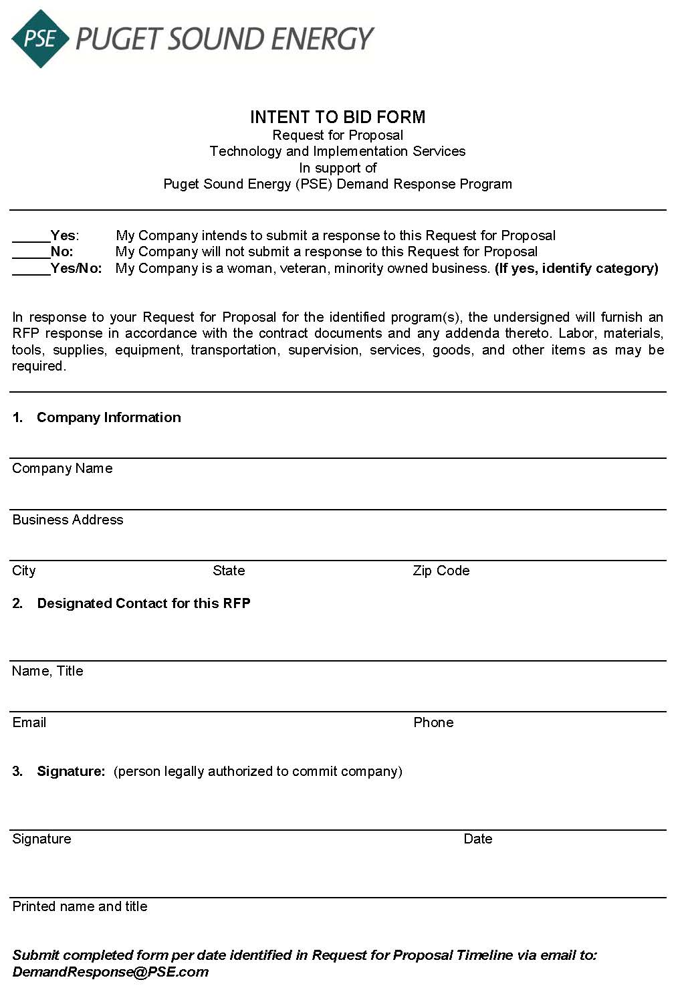 PSE PUGET SOUND ENERGY
INTENT TO BID FORM
Request for Proposal
Technology and Implementation Services
In support of
Puget Sound Energy (PSE) Demand Response Program
_____Yes: My Company intends to submit a response to this Request for Proposal
_____No: My Company will not submit a response to this Request for Proposal
_____Yes/No: My Company is a woman, veteran, minority owned business. (If yes, identify category)
In response to your Request for Proposal for the identified program(s), the undersigned will furnish an
RFP response in accordance with the contract documents and any addenda thereto. Labor, materials,
tools, supplies, equipment, transportation, supervision, services, goods, and other items as may be
required.
1. Company Information
Company Name
Business Address
City State Zip Code
2. Designated Contact for this RFP
Name, Title
Email Phone
3. Signature: (person legally authorized to commit company)
Signature Date
Printed name and title
Submit completed form per date identified in Request for Proposal Timeline via email to:
DemandResponse@PSE.com